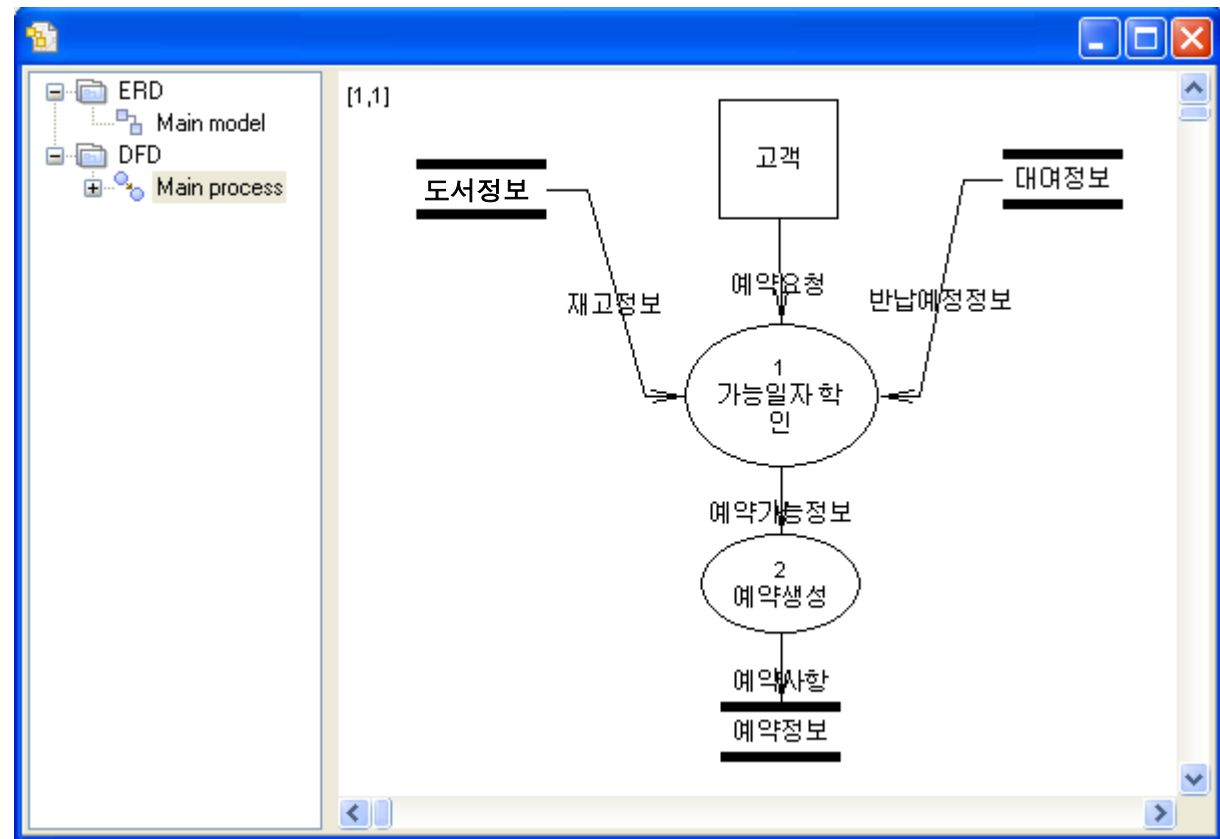 ERD
Main model
DFD
Main process
[1,1]
고객
도서정보
대여정보
예약요청
재고정보
반납예정정보
1
가능일자 학
인
예약가능정보
2
예약생성
예약사항
예약정보